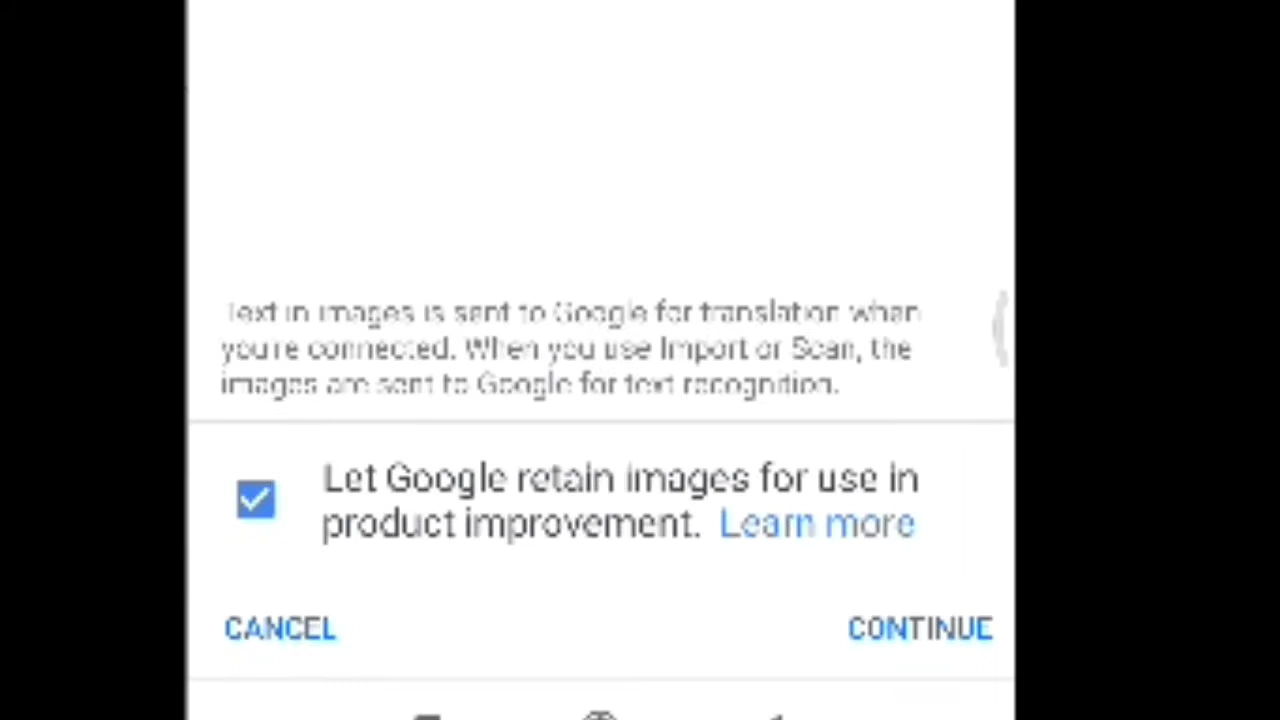 Text in images is sent to Google for translation when
you're connected. When you use Import or Scan, the
images are sent to Google for text recognition.
Let Google retain images for use in
product improvement. Learn more
CANCEL
CONTINUE